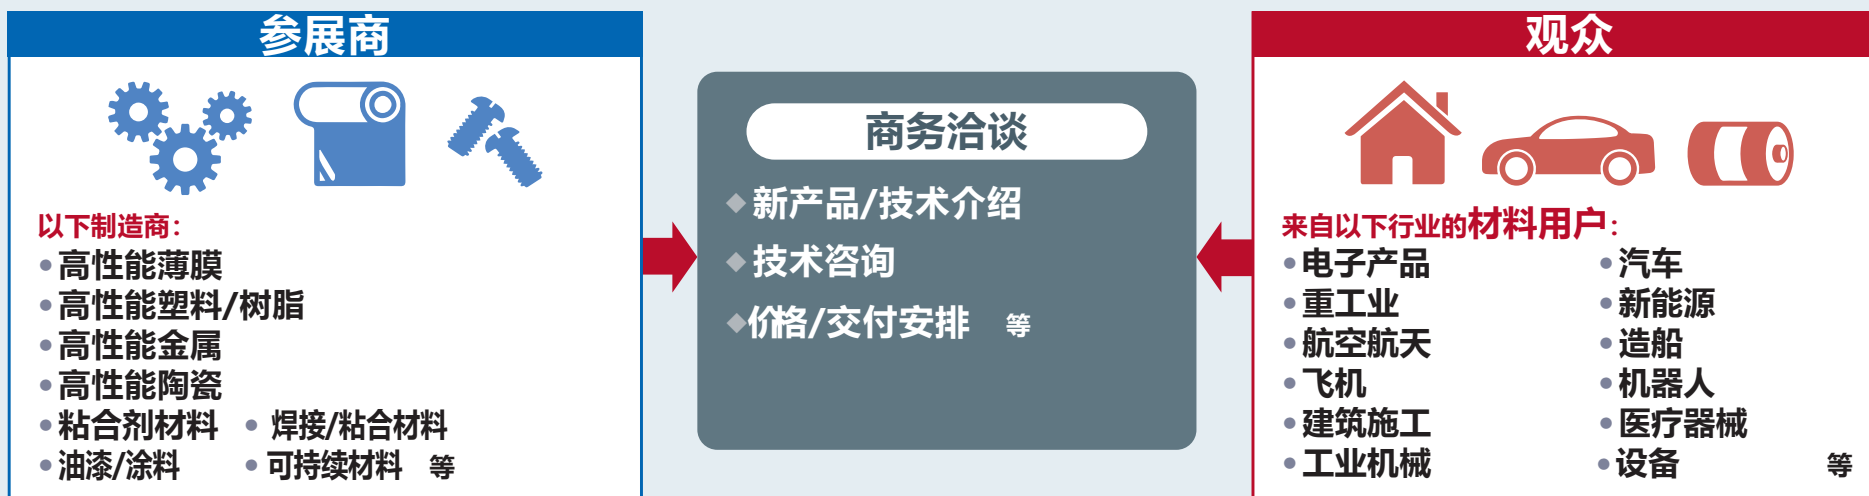 参展商
以下制造商：
•高性能薄膜
•高性能塑料/树脂
•高性能金属
•高性能陶瓷
•粘合剂材料 •焊接/粘合材料
•油漆/涂料 •可持续材料 等
商务洽谈
◆新产品/技术介绍
◆技术咨询
◆价格/交付安排 等
观众
来自以下行业的材料用户：
•电子产品 •汽车
•重工业 •新能源
•航空航天 •造船
•飞机 •机器人
•建筑施工 •医疗器械
•工业机械 •设备 等